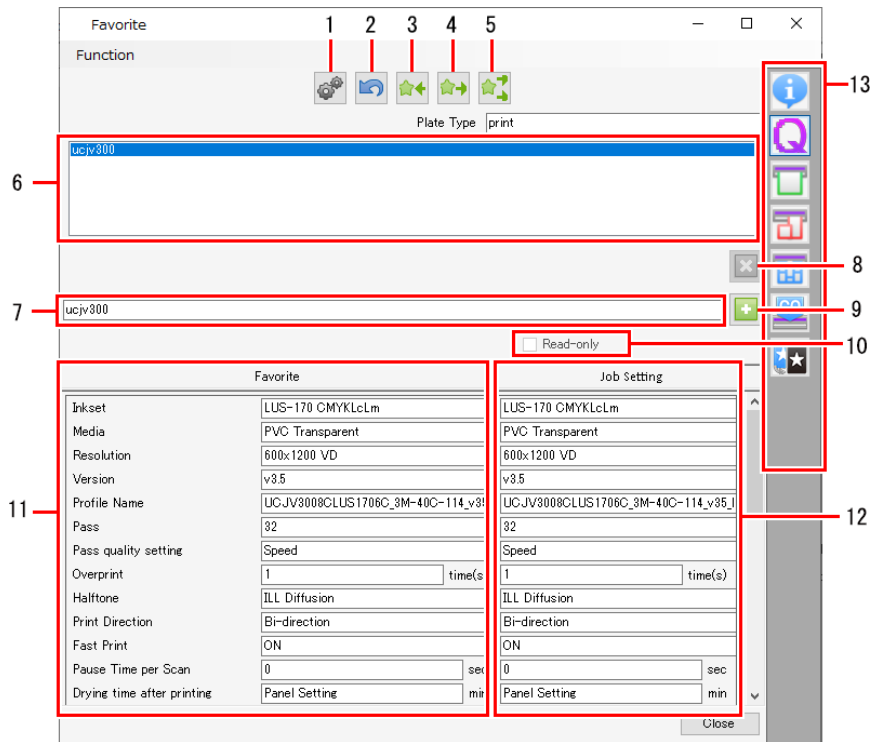 Favorite
1 2 3 4 5
Function
13
Plate Type print
6
ucjv300
8
7
ucjv300
9
Read-only
10
Favorite Job Setting
Inkset LUS-170 CMYKLcLm LUS-170 CMYKLcLm
Media PVC Transparent PVC Transparent
Resolution 600x1200 VD 600x1200 VD
Version v3.5 v3.5
11
Profile Name UCJV3008CLUS1706C_3M-40C-114_v35 UCJV3008CLUS1706C_3M-40C-114_v35_
12
Pass 32 32
Pass quality setting Speed Speed
Overprint 1 time(s 1 time(s)
Halftone ILL Diffusion ILL Diffusion
Print Direction Bi-direction Bi-direction
Fast Print ON ON
Pause Time per Scan 0 sec 0 sec
Drying time after printing Panel Setting min Panel Setting min
Close